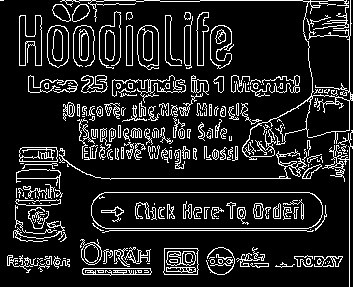 HoodiaLife
Lose 25 pounds in 1 Month!
Discover the New Miracle
Supplement for Safe,
Effective Weight Loss!
Click Here To Order!
Featured on: OPRAH 60 abc TODAY